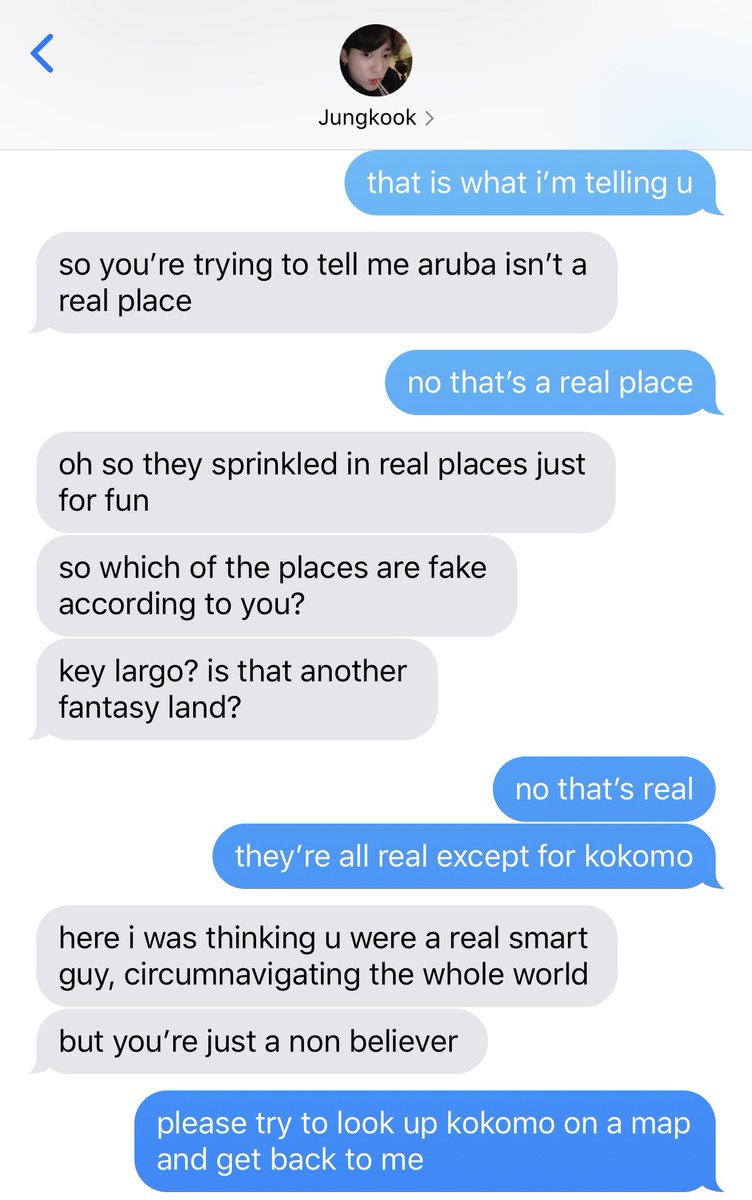 Jungkook
that is what i’m telling u
so you’re trying to tell me aruba isn’t a
real place
no that’s a real place
oh so they sprinkled in real places just
for fun
so which of the places are fake
according to you?
key largo? is that another
fantasy land?
no that’s real
they’re all real except for kokomo
here i was thinking u were a real smart
guy, circumnavigating the whole world
but you’re just a non believer
please try to look up kokomo on a map
and get back to me